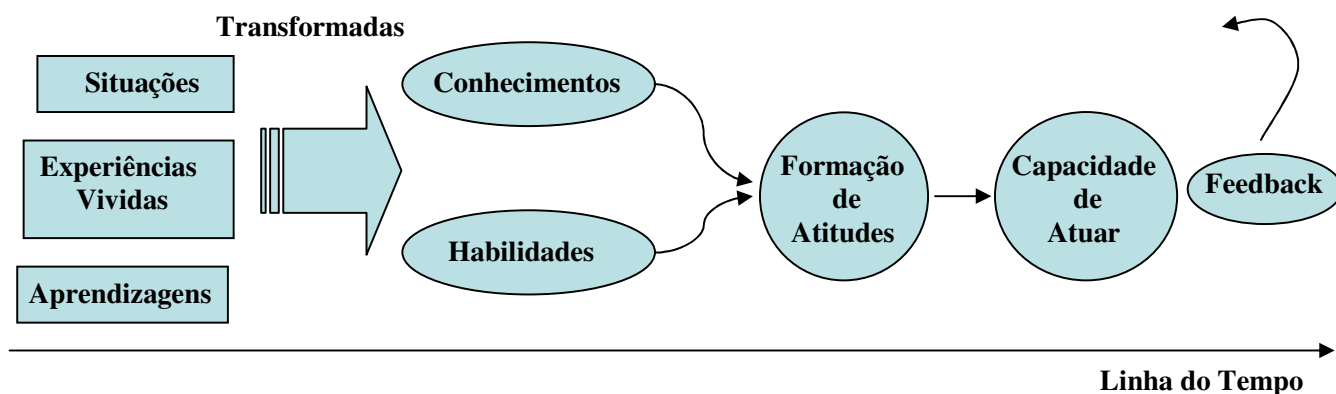 Transformadas
Situações
Experiências
Vividas
Aprendizagens
Conhecimentos
Habilidades
Formação
de
Atitudes
Capacidade
de
Atuar
Feedback
Linha do Tempo